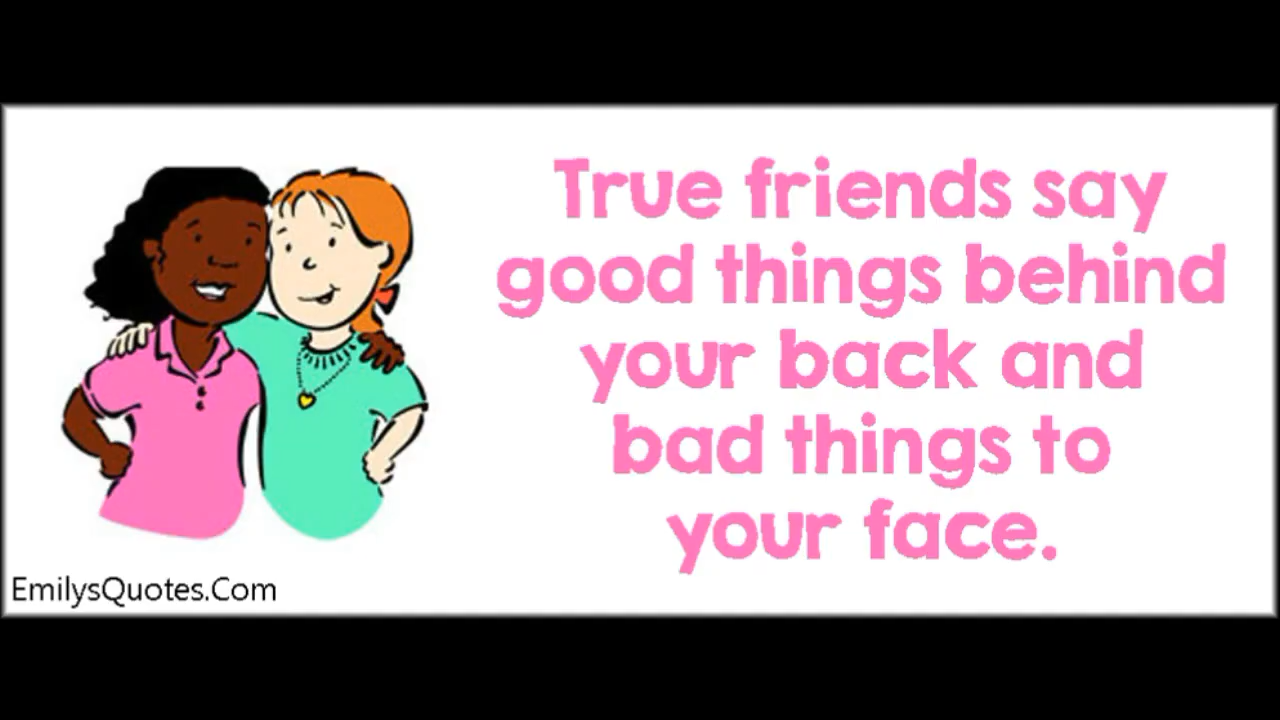 True friends say
good things behind
your back and
bad things to
your face.
EmilysQuotes.Com